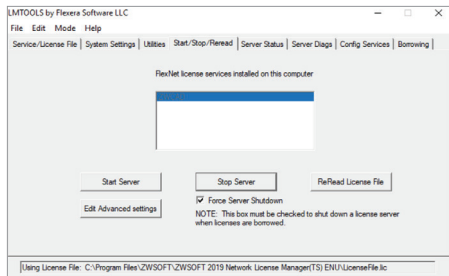 LMTOOLS by Flexera Software LLC
File Edit Mode Help
Service/License File System Settings Utilities Start/Stop/Reread Server Status Server Diags Config Services Borrowing
FlexNet license services installed on this computer
Start Server Stop Server ReRead License File
Edit Advanced settings
Force Server Shutdown
NOTE: This box must be checked to shut down a license server
when licenses are borrowed.
Using License File: C:\Program Files\ZWSOFT\ZWSOFT 2019 Network License Manager(TS) ENU\LicenseFile.lic